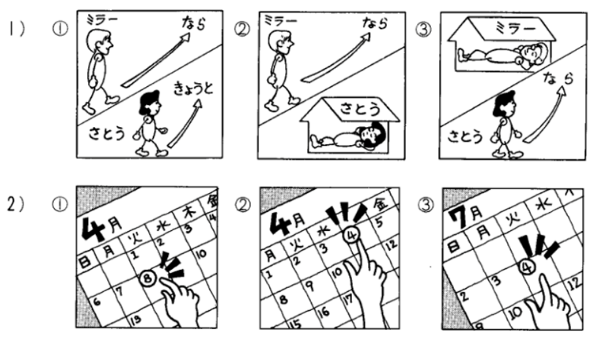 1)
①
ミラー
なら
きょうと
さとう
②
ミラー
なら
さとう
③
ミラー
なら
さとう
2)
①
4月
日 月 火 水 木 金
1 2 3 4
6 7 8 10
②
4月
月 火 水 金
1 2 3 4 5
8 9 10 12
15 16 17
③
7月
日 月 火 水
2 3 4
9 10 12